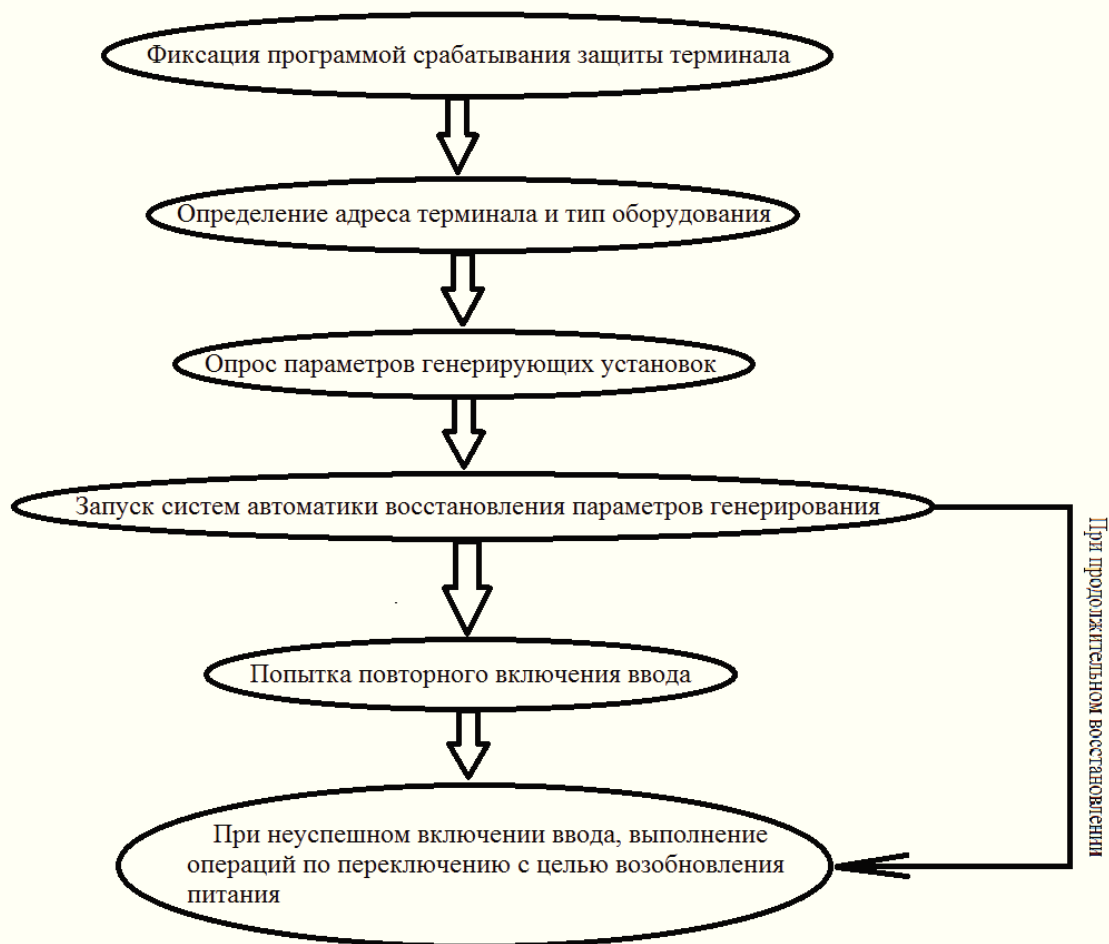 Фиксация программой срабатывания защиты терминала
Определение адреса терминала и тип оборудования
Опрос параметров генерирующих установок
Запуск систем автоматики восстановления параметров генерирования
При продолжительном восстановлении
Попытка повторного включения ввода
При неуспешном включении ввода, выполнение
операций по переключению с целью возобновления
питания